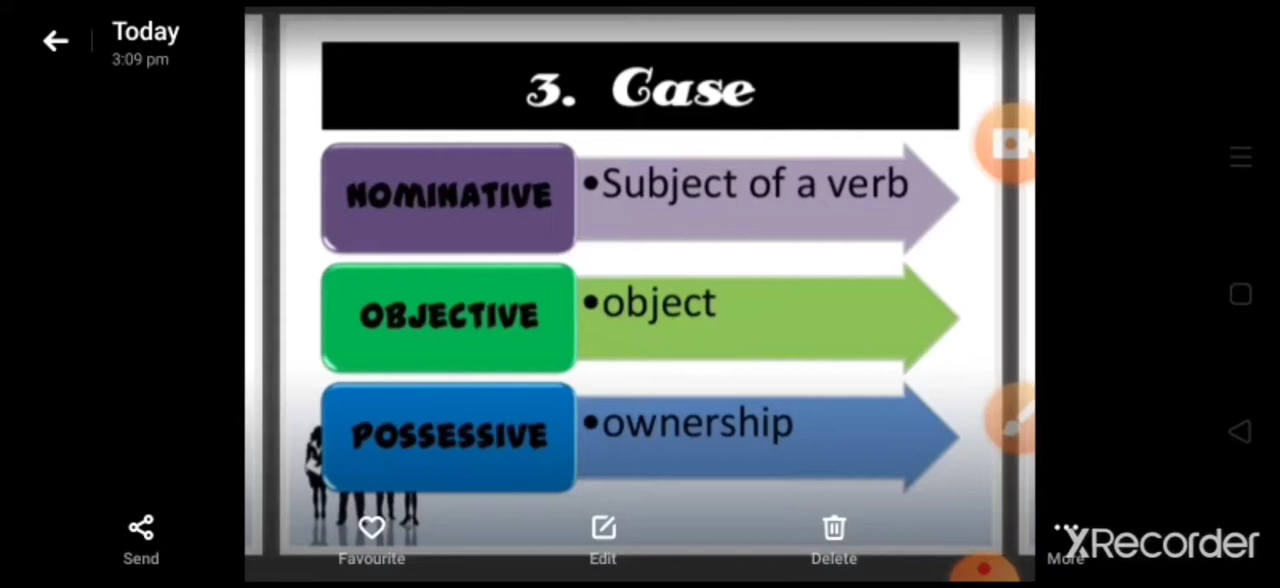 Today
3:09 pm
3. Case
NOMINATIVE
•Subject of a verb
OBJECTIVE
•object
POSSESSIVE
•ownership
Send
Favourite
Edit
Delete
More
XRecorder